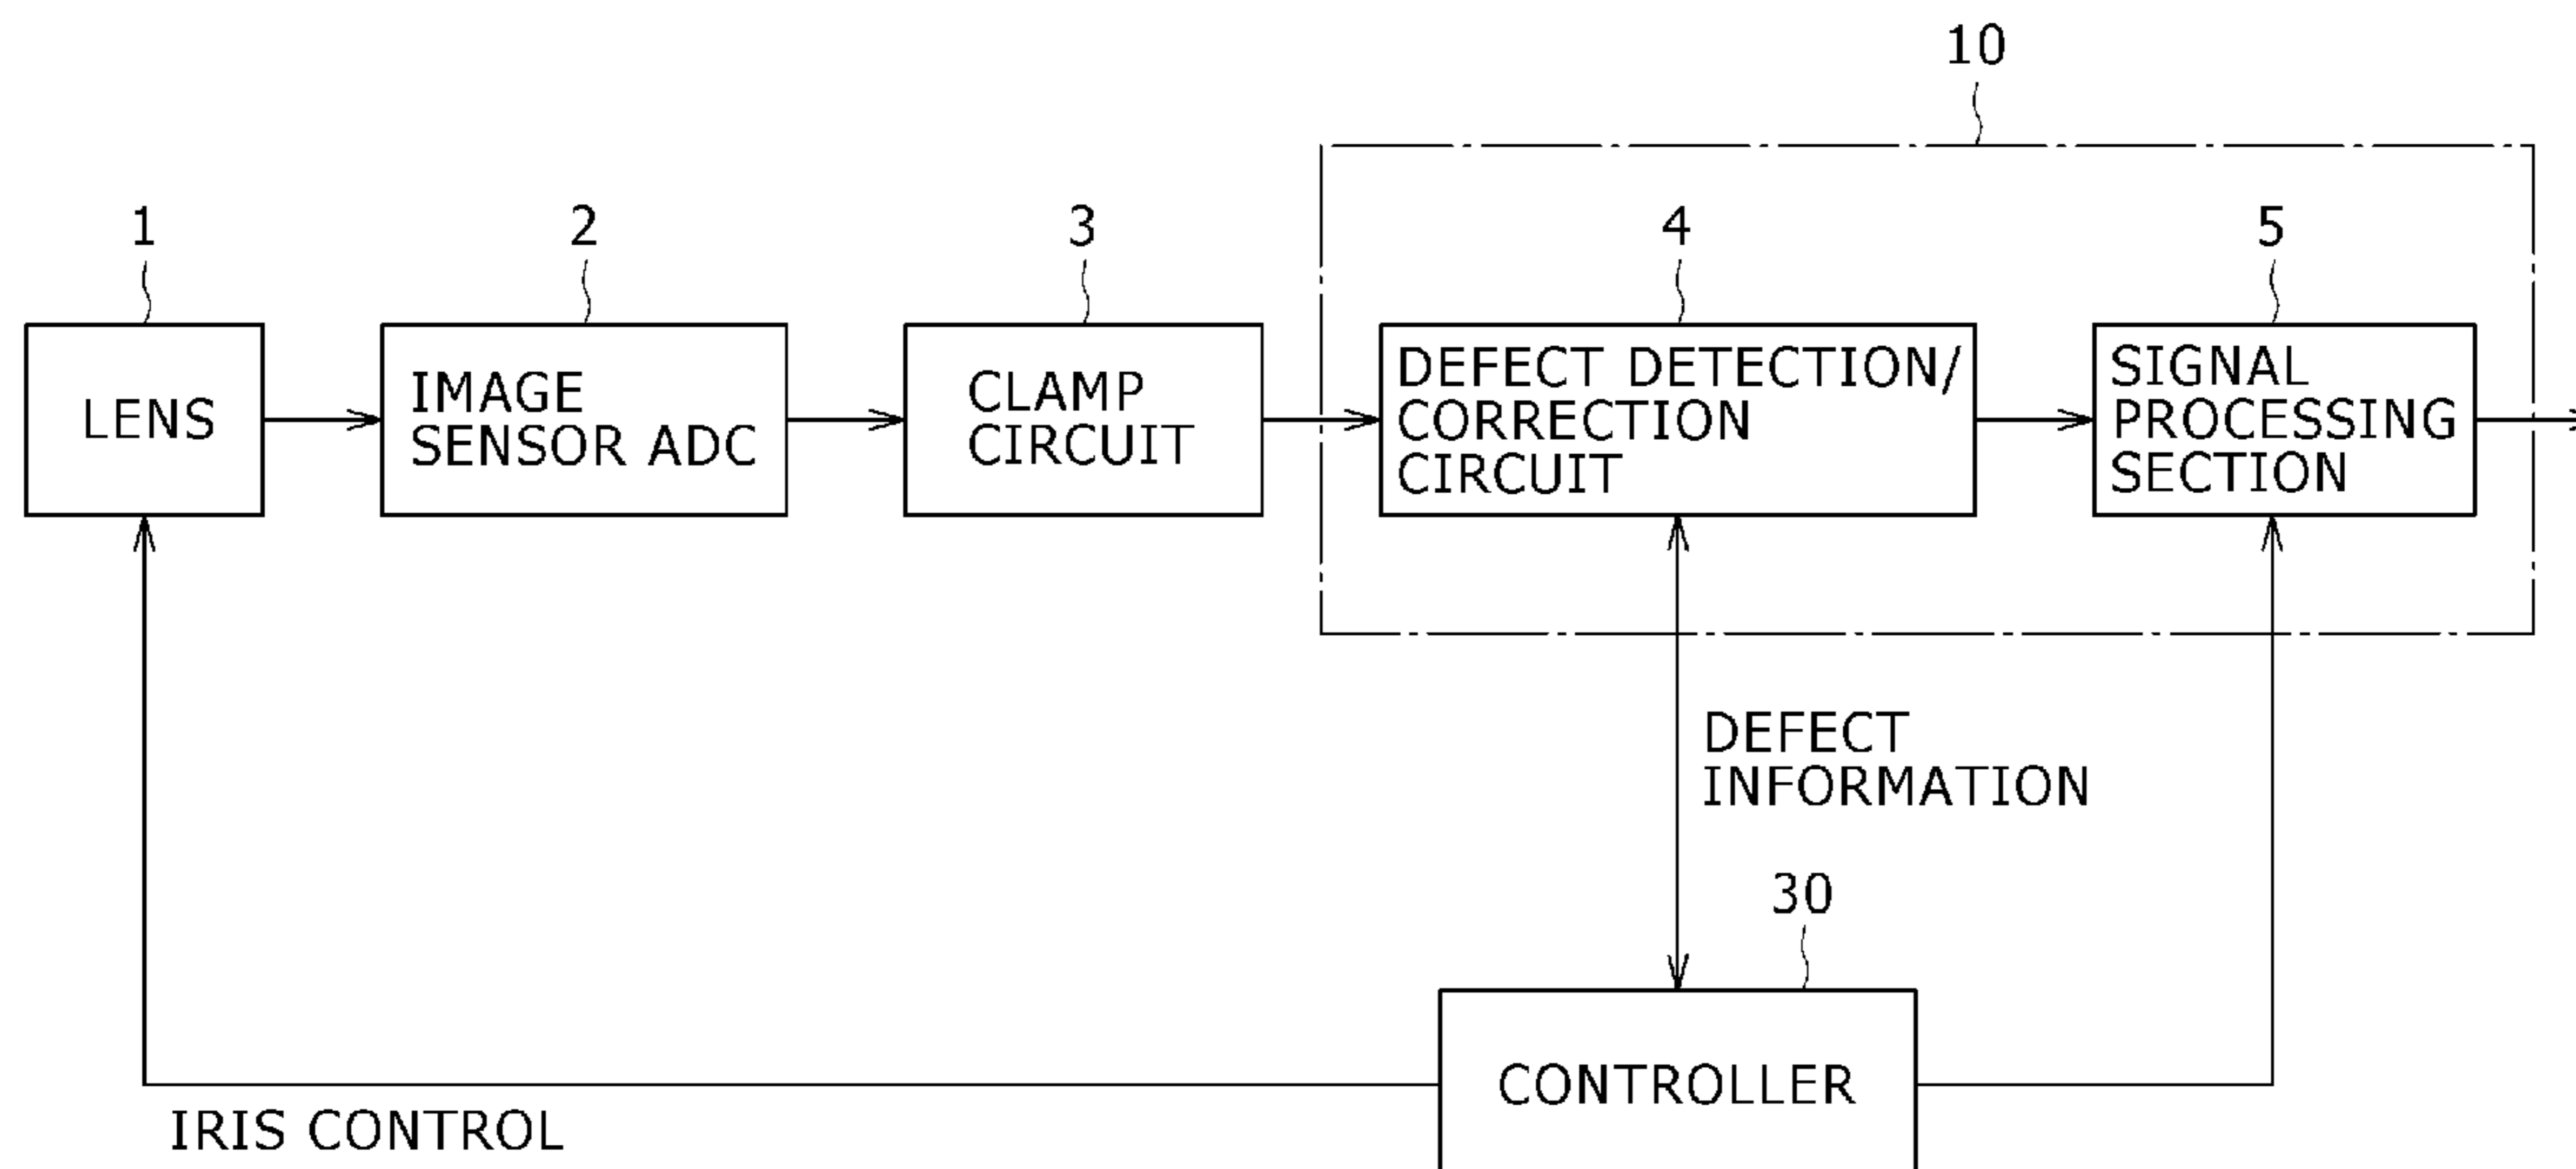 10
1
2
3
4
5
LENS
IMAGE
SENSOR ADC
CLAMP
CIRCUIT
DEFECT DETECTION/
CORRECTION
CIRCUIT
SIGNAL
PROCESSING
SECTION
DEFECT
INFORMATION
30
CONTROLLER
IRIS CONTROL